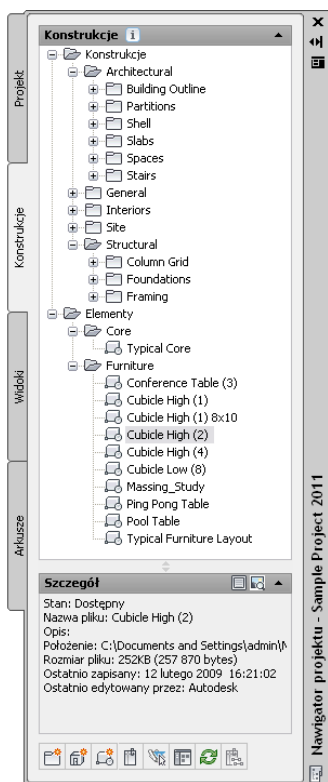 Konstrukcje
Konstrukcje
Architectural
Building Outline
Partitions
Shell
Slabs
Spaces
Stairs
General
Interiors
Site
Structural
Column Grid
Foundations
Framing
Elementy
Core
Typical Core
Furniture
Conference Table (3)
Cubicle High (1)
Cubicle High (1) 8x10
Cubicle High (2)
Cubicle High (4)
Cubicle Low (8)
Massing_Study
Ping Pong Table
Pool Table
Typical Furniture Layout
Szczegół
Stan: Dostępny
Nazwa pliku: Cubicle High (2)
Opis:
Położenie: C:\Documents and Settings\admin\
Rozmiar pliku: 252KB (257 870 bytes)
Ostatnio zapisany: 12 lutego 2009 16:21:02
Ostatnio edytowany przez: Autodesk
Projekt
Konstrukcje
Widoki
Arkusze
Nawigator projektu - Sample Project 2011